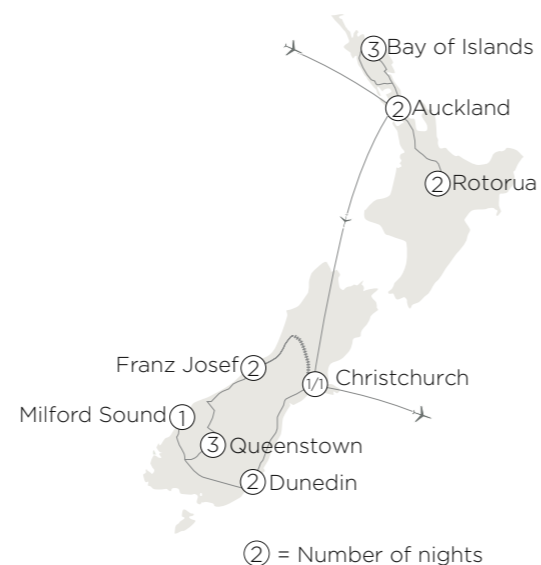 3 Bay of Islands
2 Auckland
2 Rotorua
Franz Josef 2
1/1 Christchurch
Milford Sound 1
3 Queenstown
2 Dunedin
2 = Number of nights